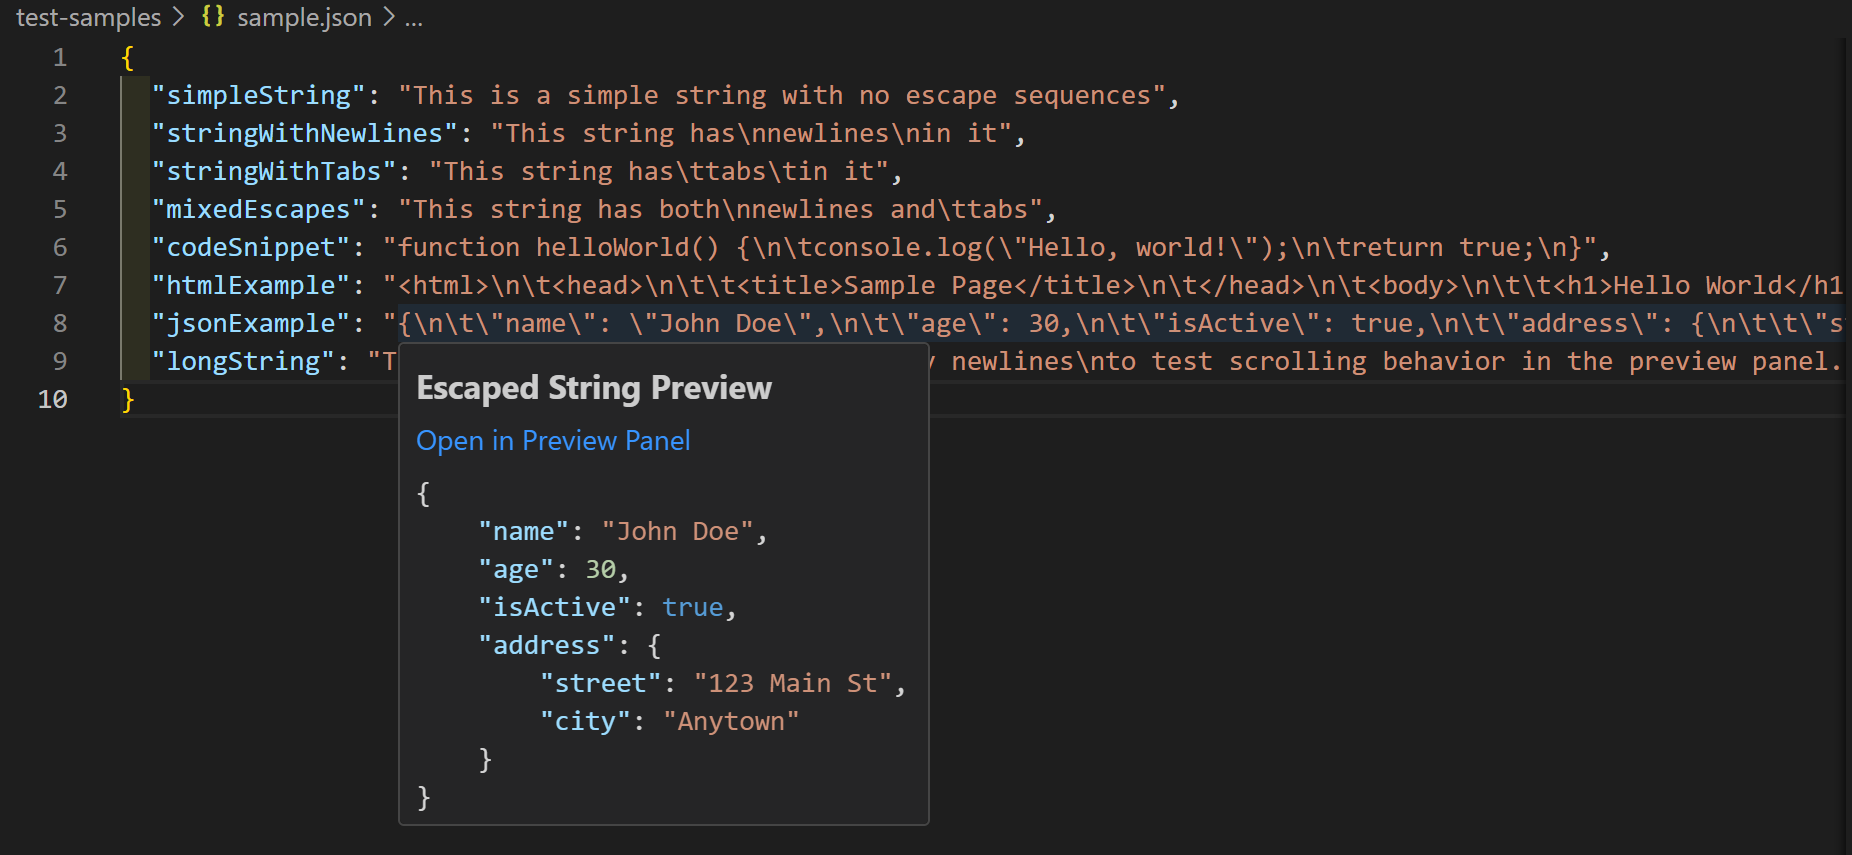 test-samples > {} sample.json > ...
1 {
2 "simpleString": "This is a simple string with no escape sequences",
3 "stringWithNewlines": "This string has\nnewlines\nin it",
4 "stringWithTabs": "This string has\ttabs\tin it",
5 "mixedEscapes": "This string has both\nnewlines and\ttabs",
6 "codeSnippet": "function helloWorld() {\n\tconsole.log(\"Hello, world!\");\n\treturn true;\n}",
7 "htmlExample": "<html>\n\t<head>\n\t\t<title>Sample Page</title>\n\t</head>\n\t<body>\n\t\t<h1>Hello World</h1
8 "jsonExample": "{\n\t\"name\": \"John Doe\",\n\t\"age\": 30,\n\t\"isActive\": true,\n\t\"address\": {\n\t\t\"s
9 "longString": "T newlines\nto test scrolling behavior in the preview panel.
10 }
Escaped String Preview
Open in Preview Panel
{
    "name": "John Doe",
    "age": 30,
    "isActive": true,
    "address": {
        "street": "123 Main St",
        "city": "Anytown"
    }
}